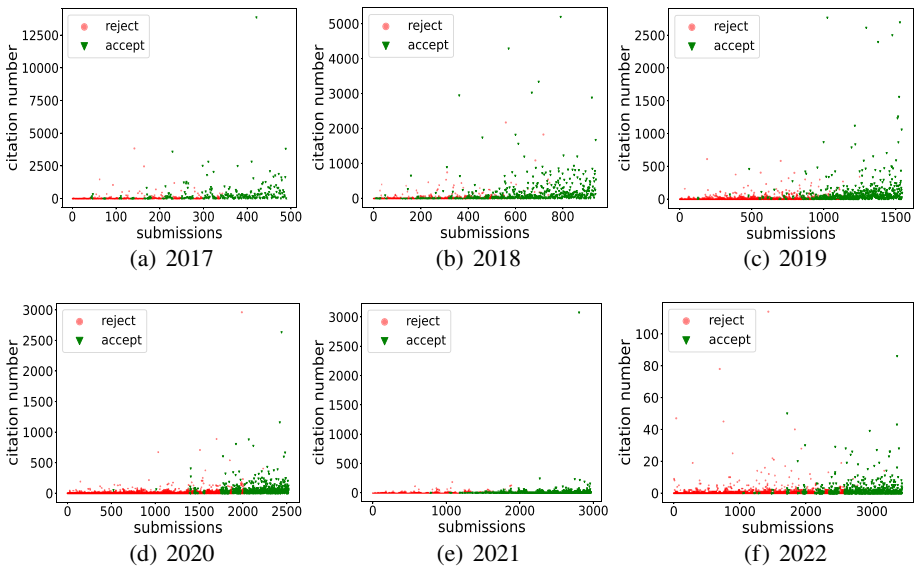 reject
accept
citation number
12500
10000
7500
5000
2500
0
0 100 200 300 400 500
submissions
(a) 2017
reject
accept
citation number
5000
4000
3000
2000
1000
0
0 200 400 600 800
submissions
(b) 2018
reject
accept
citation number
2500
2000
1500
1000
500
0
0 500 1000 1500
submissions
(c) 2019
reject
accept
citation number
3000
2500
2000
1500
1000
500
0
0 500 1000 1500 2000 2500
submissions
(d) 2020
reject
accept
citation number
3000
2500
2000
1500
1000
500
0
0 1000 2000 3000
submissions
(e) 2021
reject
accept
citation number
100
80
60
40
20
0
0 1000 2000 3000
submissions
(f) 2022